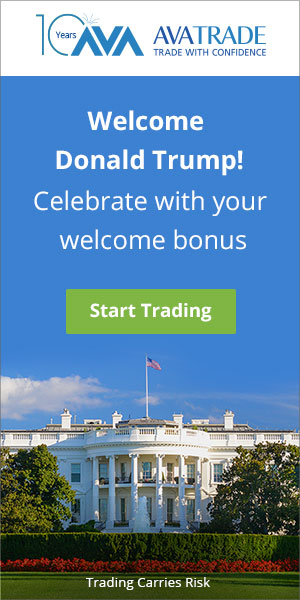 10 Years AVA
AVATRADE
TRADE WITH CONFIDENCE
Welcome
Donald Trump!
Celebrate with your
welcome bonus
Start Trading
Trading Carries Risk